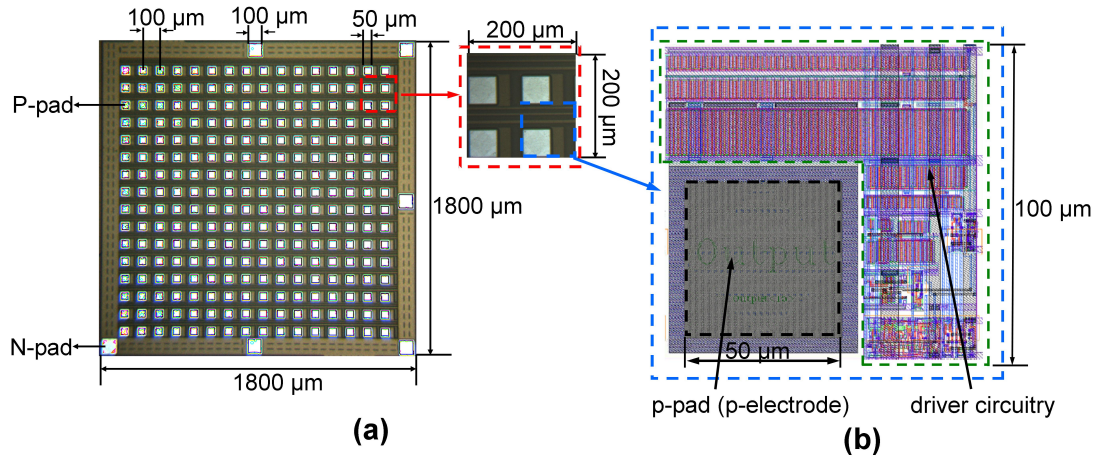 100 µm
100 µm
50 µm
200 µm
P-pad
200 µm
1800 µm
100 µm
Output
N-pad
50 µm
1800 µm
p-pad (p-electrode)
driver circuitry
(a)
(b)